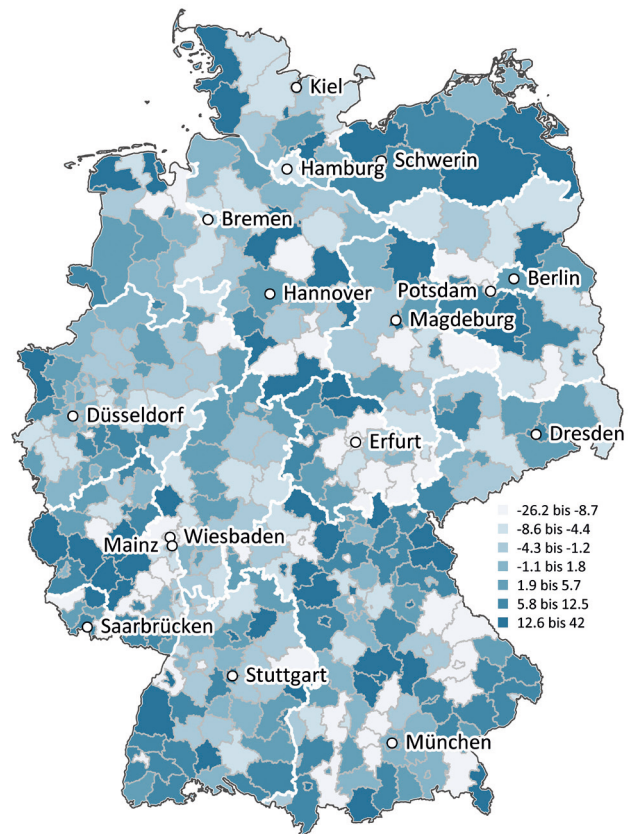 Kiel
Schwerin
Hamburg
Bremen
Berlin
Potsdam
Hannover
Magdeburg
Düsseldorf
Erfurt
Dresden
Wiesbaden
Mainz
Saarbrücken
Stuttgart
München
-26.2 bis -8.7
-8.6 bis -4.4
-4.3 bis -1.2
-1.1 bis 1.8
1.9 bis 5.7
5.8 bis 12.5
12.6 bis 42